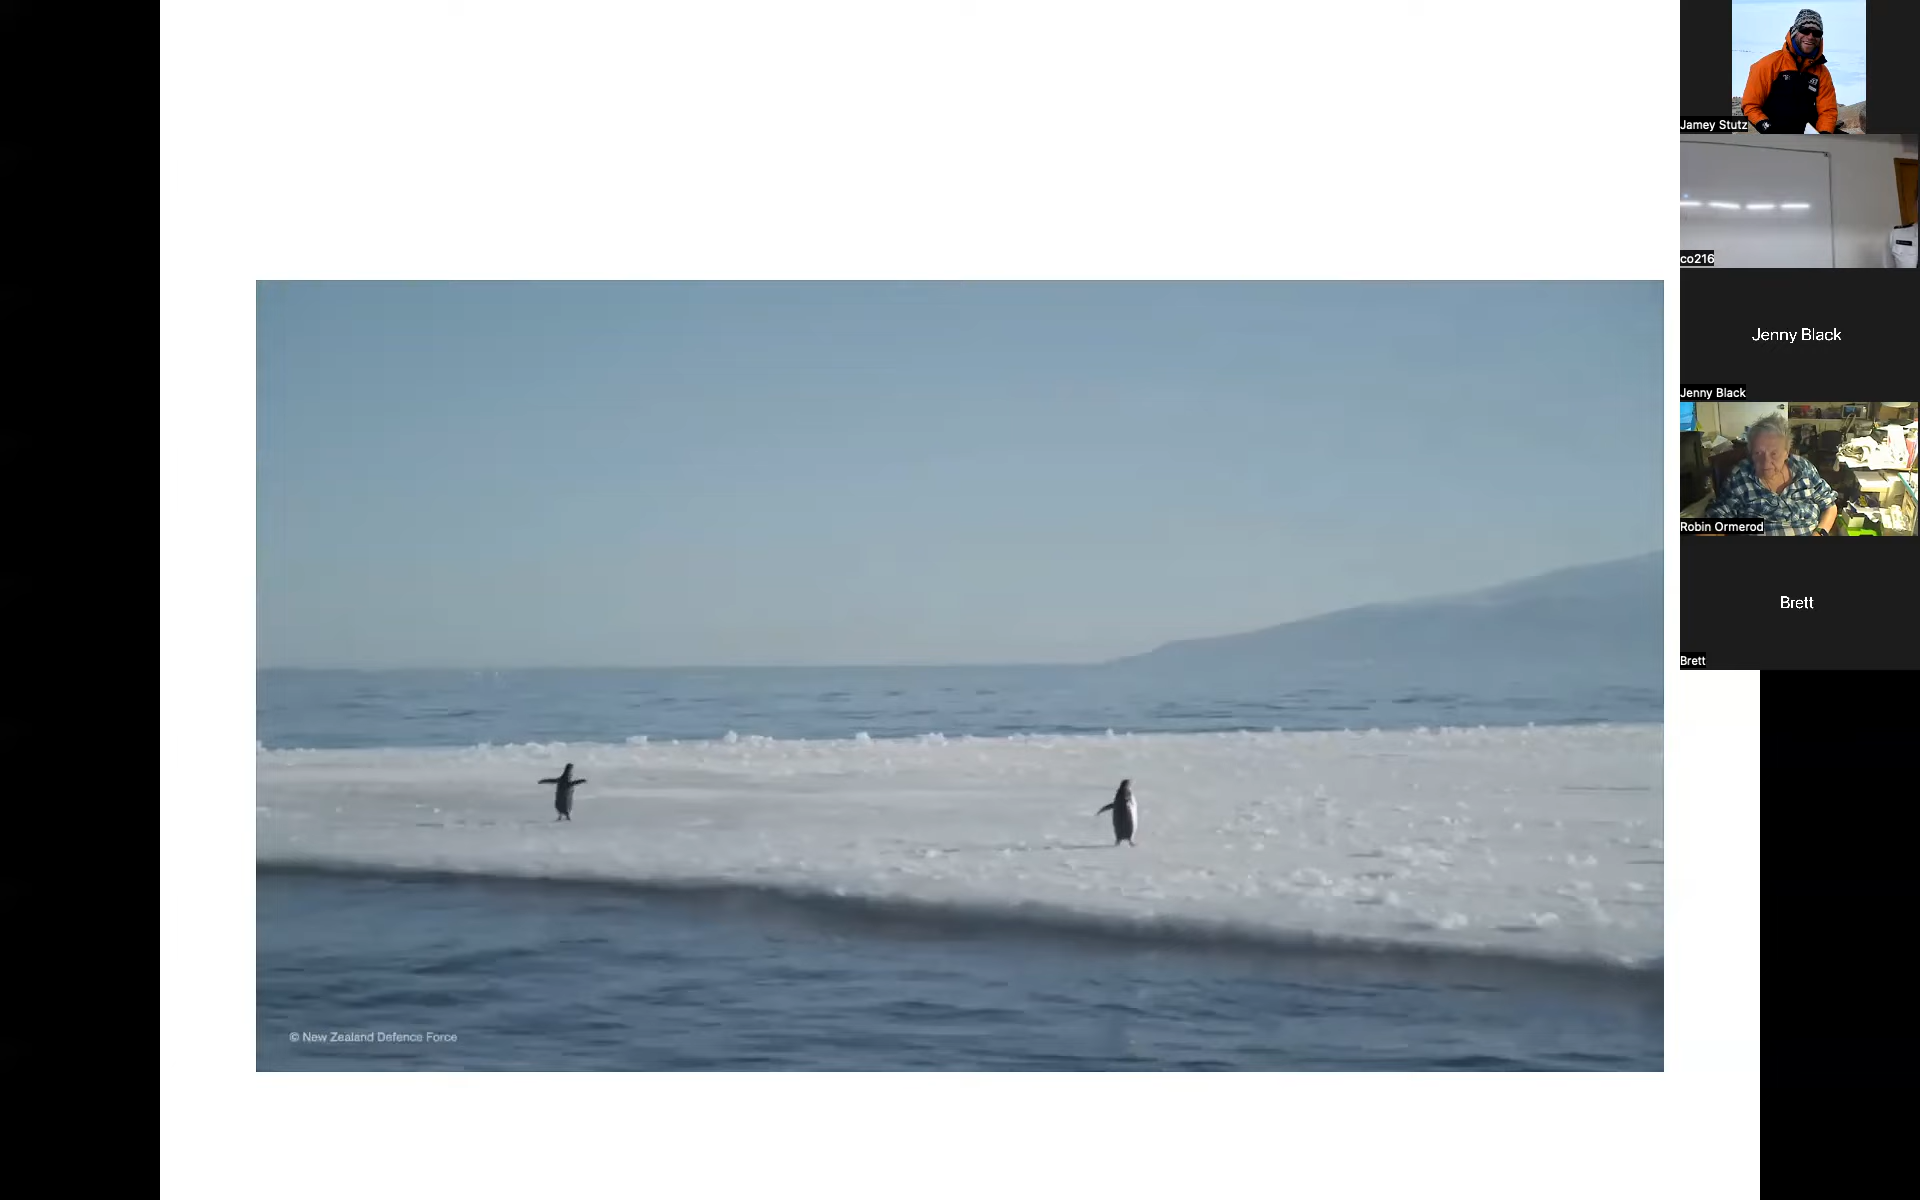 © New Zealand Defence Force
Jamey Stutz
co216
Jenny Black
Jenny Black
Robin Ormerod
Brett
Brett